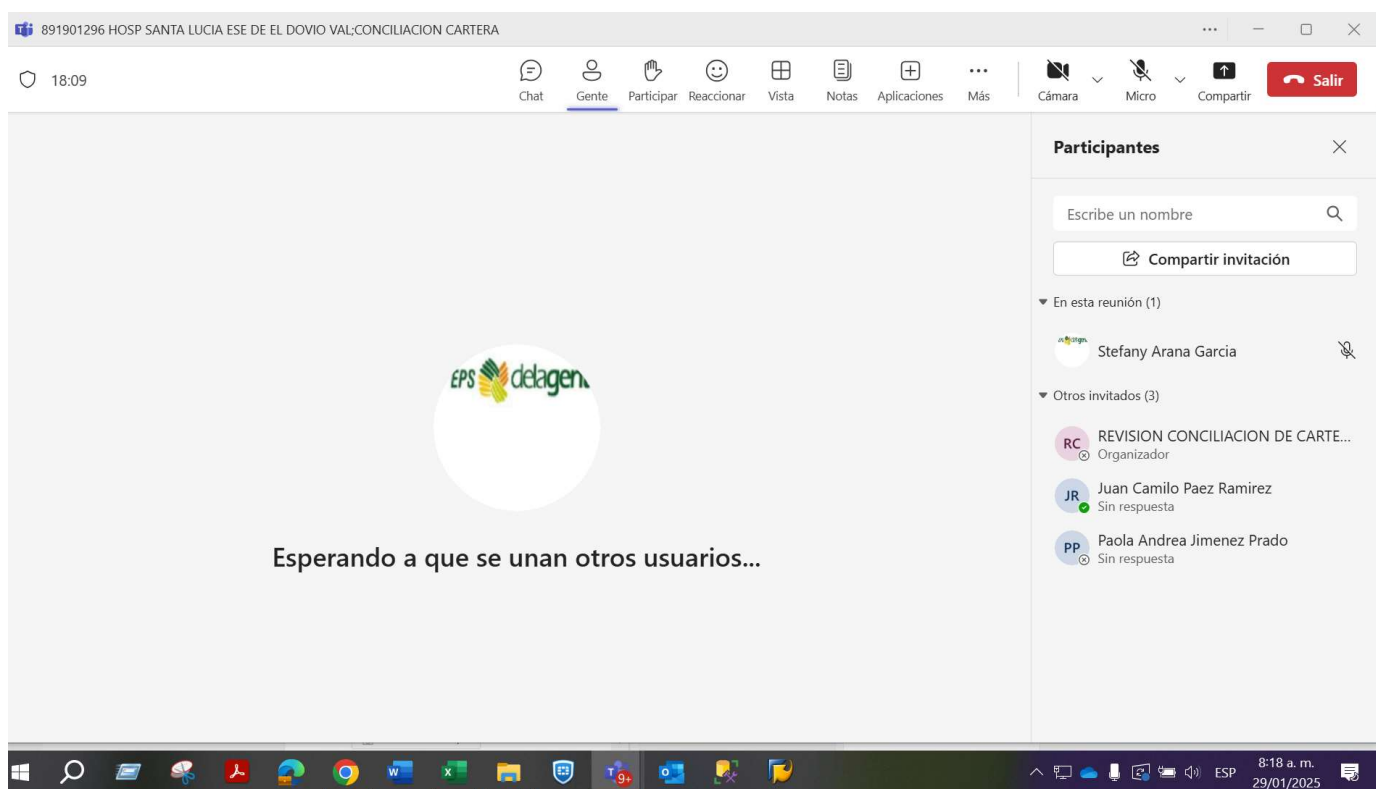 891901296 HOSP SANTA LUCIA ESE DE EL DOVIO VAL;CONCILIACION CARTERA
18:09
Chat Gente Participar Reaccionar Vista Notas Aplicaciones Más Cámara Micro Compartir Salir
Participantes
Escribe un nombre
Compartir invitación
En esta reunión (1)
Stefany Arana Garcia
Otros invitados (3)
RC REVISION CONCILIACION DE CARTE...
Organizador
JR Juan Camilo Paez Ramirez
Sin respuesta
PP Paola Andrea Jimenez Prado
Sin respuesta
EPS delagen
Esperando a que se unan otros usuarios...
9+
ESP
8:18 a. m.
29/01/2025